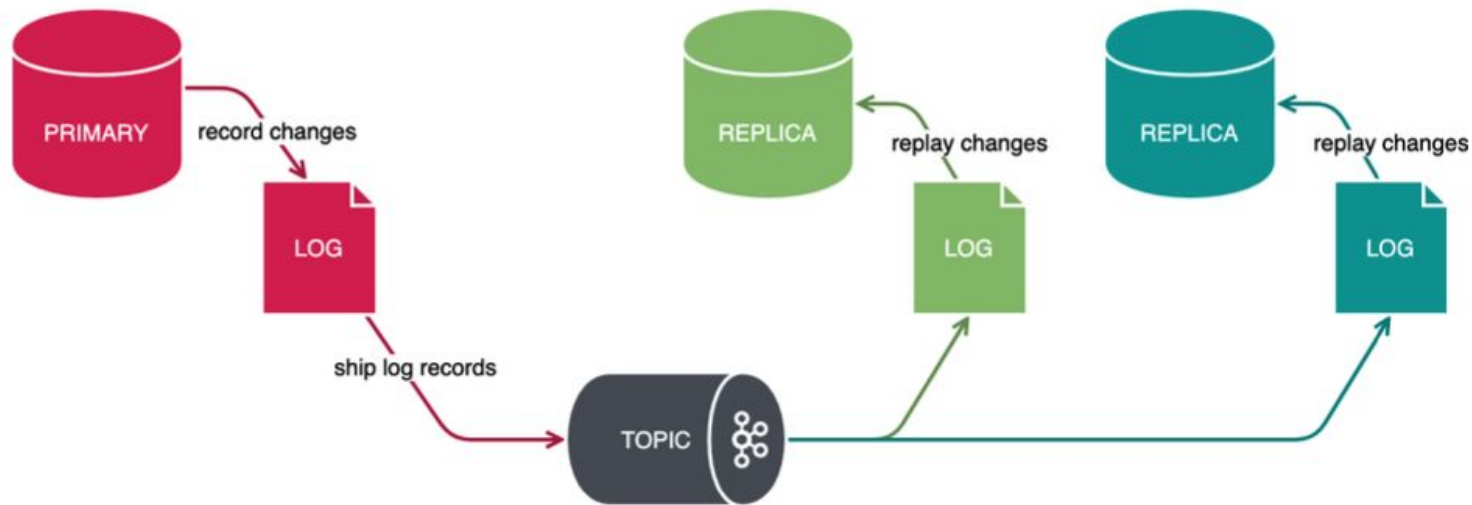 PRIMARY
record changes
LOG
ship log records
TOPIC
REPLICA
replay changes
LOG
REPLICA
replay changes
LOG